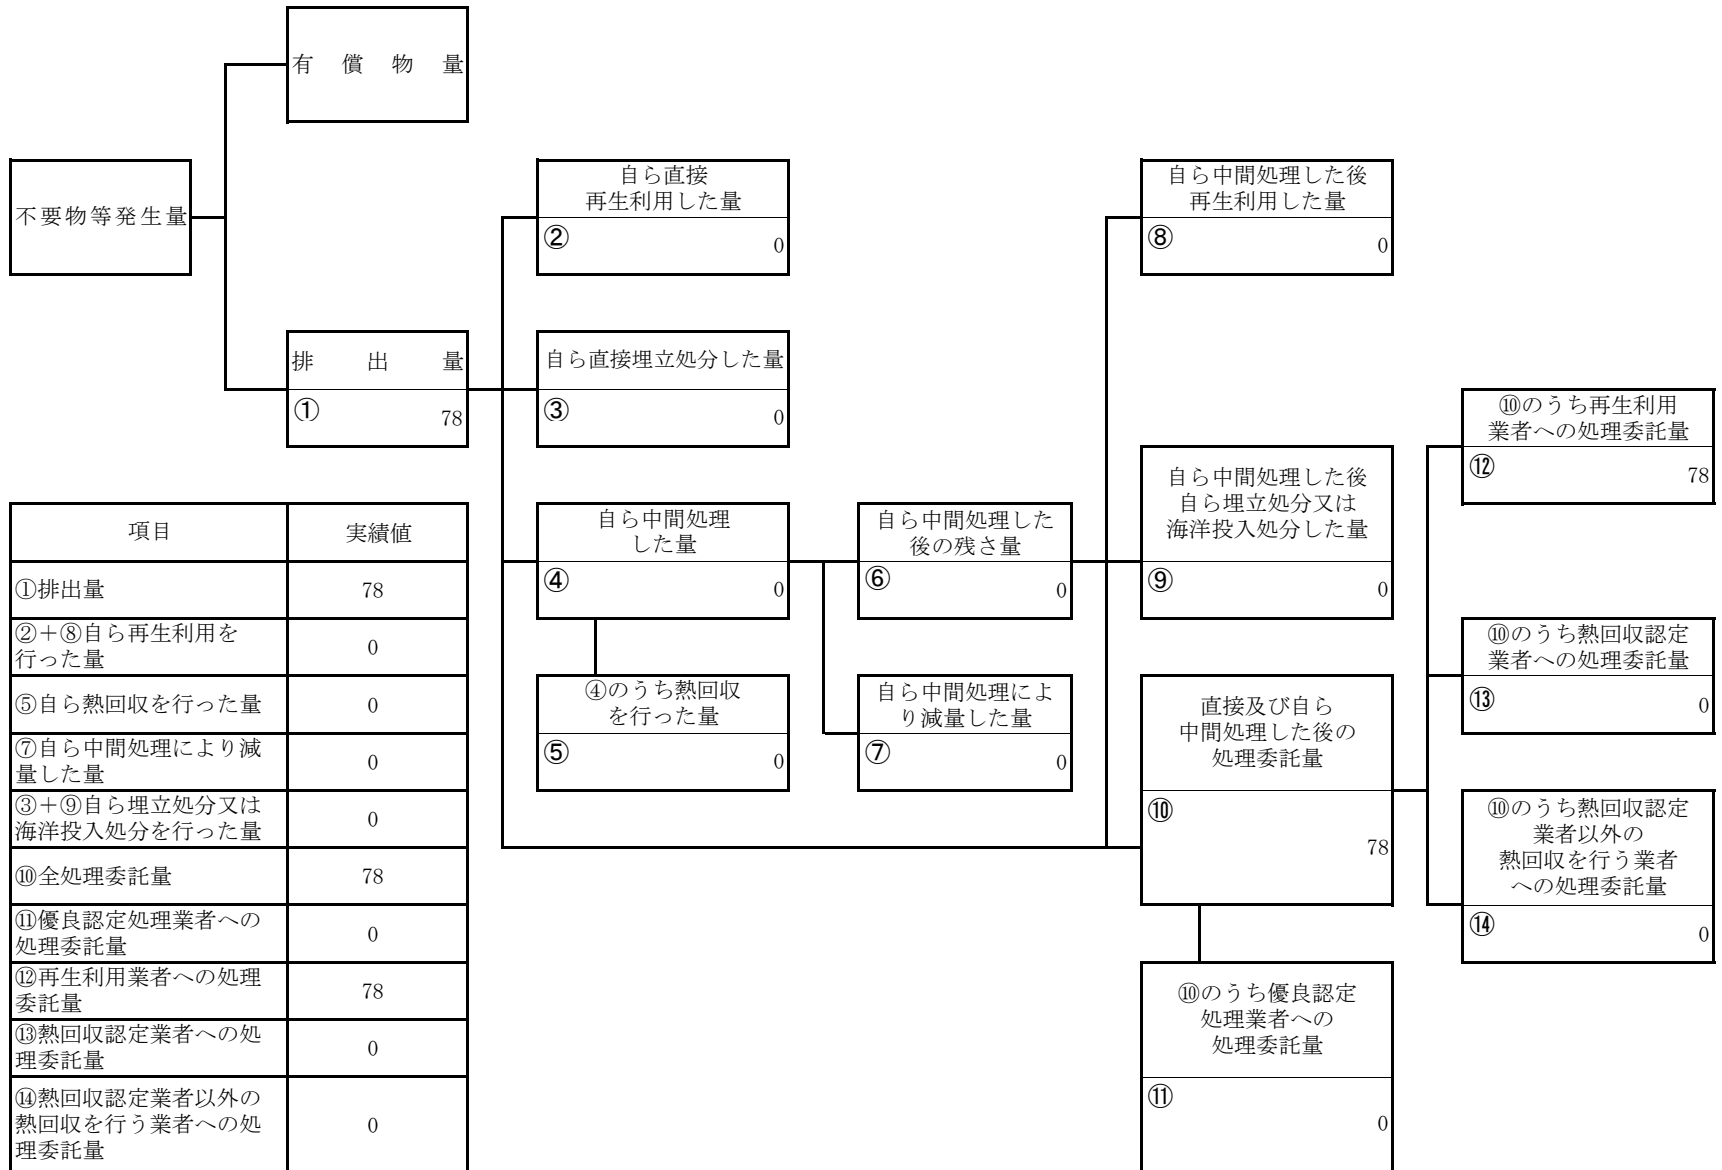 有償物量
不要物等発生量
排出量
①
78
自ら直接
再生利用した量
②
0
自ら直接埋立処分した量
③
0
自ら中間処理
した量
④
0
④のうち熱回収
を行った量
⑤
0
自ら中間処理した
後の残さ量
⑥
0
自ら中間処理によ
り減量した量
⑦
0
自ら中間処理した後
再生利用した量
⑧
0
自ら中間処理した後
自ら埋立処分又は
海洋投入処分した量
⑨
0
直接及び自ら
中間処理した後の
処理委託量
⑩
78
⑩のうち優良認定
処理業者への
処理委託量
⑪
0
⑩のうち再生利用
業者への処理委託量
⑫
78
⑩のうち熱回収認定
業者への処理委託量
⑬
0
⑩のうち熱回収認定
業者以外の
熱回収を行う業者
への処理委託量
⑭
0
項目 実績値
①排出量 78
②+⑧自ら再生利用を
行った量 0
⑤自ら熱回収を行った量 0
⑦自ら中間処理により減
量した量 0
③+⑨自ら埋立処分又は
海洋投入処分を行った量 0
⑩全処理委託量 78
⑪優良認定処理業者への
処理委託量 0
⑫再生利用業者への処理
委託量 78
⑬熱回収認定業者への処
理委託量 0
⑭熱回収認定業者以外の
熱回収を行う業者への処
理委託量 0